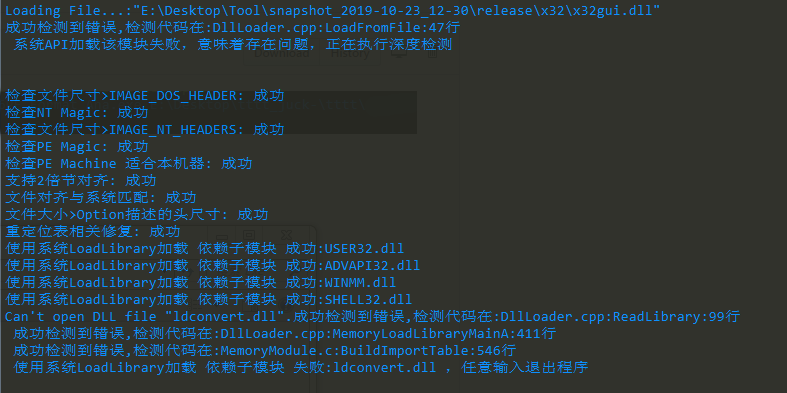 Loading File...:"E:\Desktop\Tool\snapshot_2019-10-23_12-30\release\x32\x32gui.dll"
成功检测到错误,检测代码在:DllLoader.cpp:LoadFromFile:47行
系统API加载该模块失败，意味着存在问题，正在执行深度检测
检查文件尺寸>IMAGE_DOS_HEADER: 成功
检查NT Magic: 成功
检查文件尺寸>IMAGE_NT_HEADERS: 成功
检查PE Magic: 成功
检查PE Machine 适合本机器: 成功
支持2倍节对齐: 成功
文件对齐与系统匹配: 成功
文件大小>Option描述的头尺寸: 成功
重定位表相关修复: 成功
使用系统LoadLibrary加载 依赖子模块 成功:USER32.dll
使用系统LoadLibrary加载 依赖子模块 成功:ADVAPI32.dll
使用系统LoadLibrary加载 依赖子模块 成功:WINMM.dll
使用系统LoadLibrary加载 依赖子模块 成功:SHELL32.dll
Can't open DLL file "ldconvert.dll".成功检测到错误,检测代码在:DllLoader.cpp:ReadLibrary:99行
成功检测到错误,检测代码在:DllLoader.cpp:MemoryLoadLibraryMainA:411行
成功检测到错误,检测代码在:MemoryModule.c:BuildImportTable:546行
使用系统LoadLibrary加载 依赖子模块 失败:ldconvert.dll ，任意输入退出程序